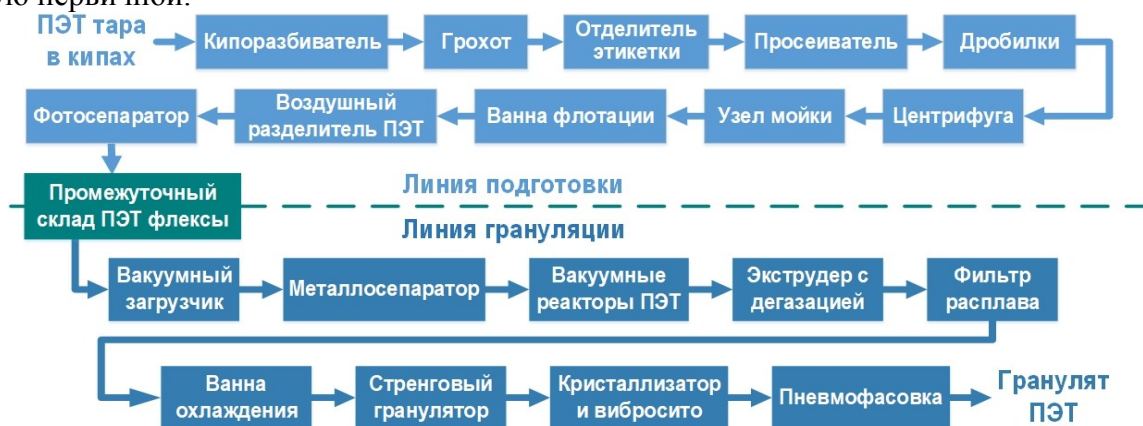 ПЭТ тара
в кипах
Кипоразбиватель
Грохот
Отделитель
этикетки
Просеиватель
Дробилки
Фотосепаратор
Воздушный
разделитель ПЭТ
Ванна флотации
Узел мойки
Центрифуга
Промежуточный
склад ПЭТ флексы
Линия подготовки
Линия грануляции
Вакуумный
загрузчик
Металлосепаратор
Вакуумные
реакторы ПЭТ
Экструдер с
дегазацией
Фильтр
расплава
Ванна
охлаждения
Стренговый
гранулятор
Кристаллизатор
и вибросито
Пневмофасовка
Гранулят
ПЭТ